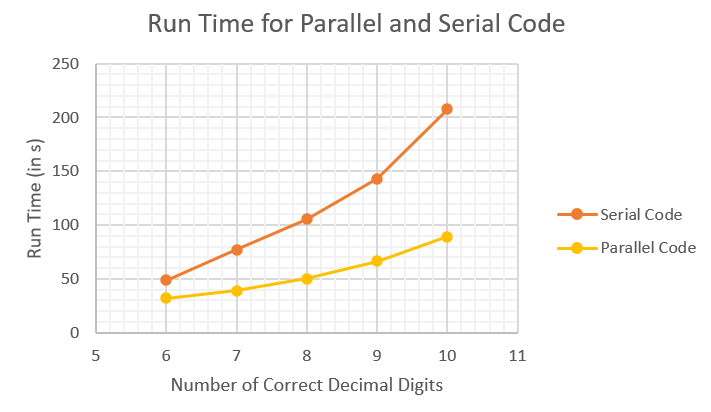 Run Time for Parallel and Serial Code
250
200
150
100
50
0
Run Time (in s)
5 6 7 8 9 10 11
Number of Correct Decimal Digits
Serial Code
Parallel Code